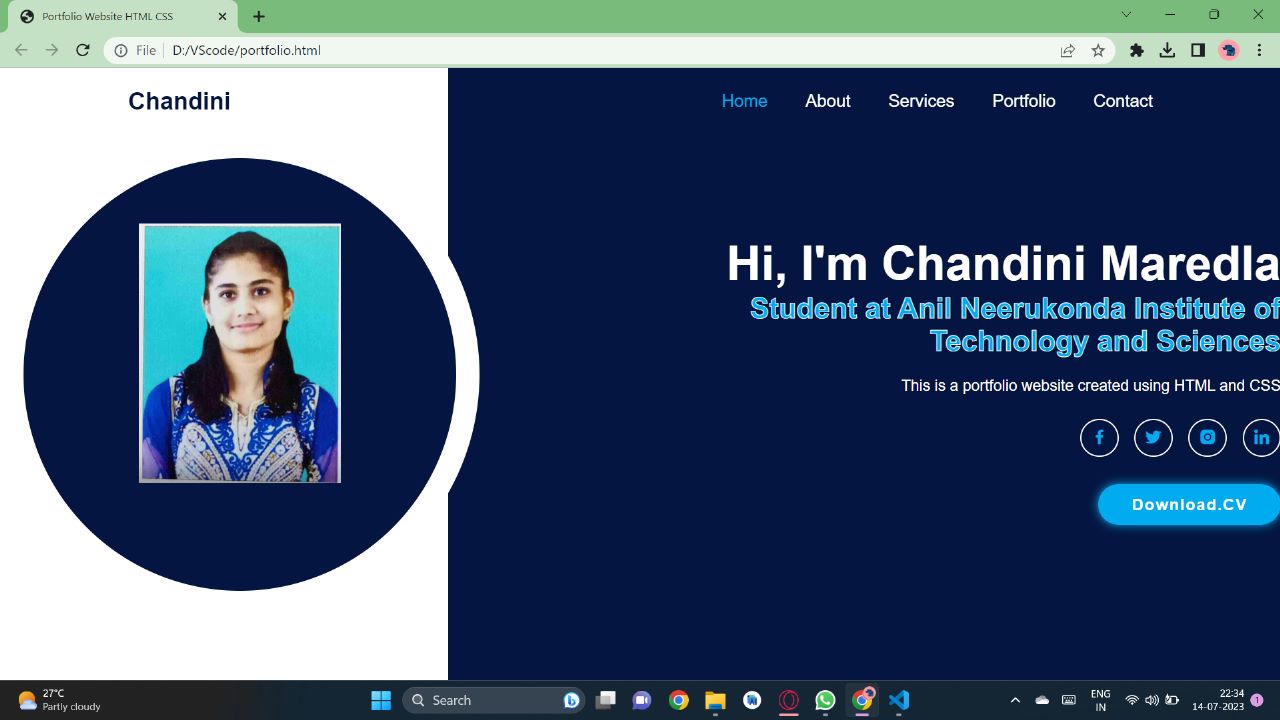 Portfolio Website HTML CSS
File
D:/VScode/portfolio.html
Chandini
Home About Services Portfolio Contact
Hi, I'm Chandini Maredla
Student at Anil Neerukonda Institute of
Technology and Sciences
This is a portfolio website created using HTML and CSS
Download.CV
27°C
Partly cloudy
Search
ENG
IN
22:34
14-07-2023
1